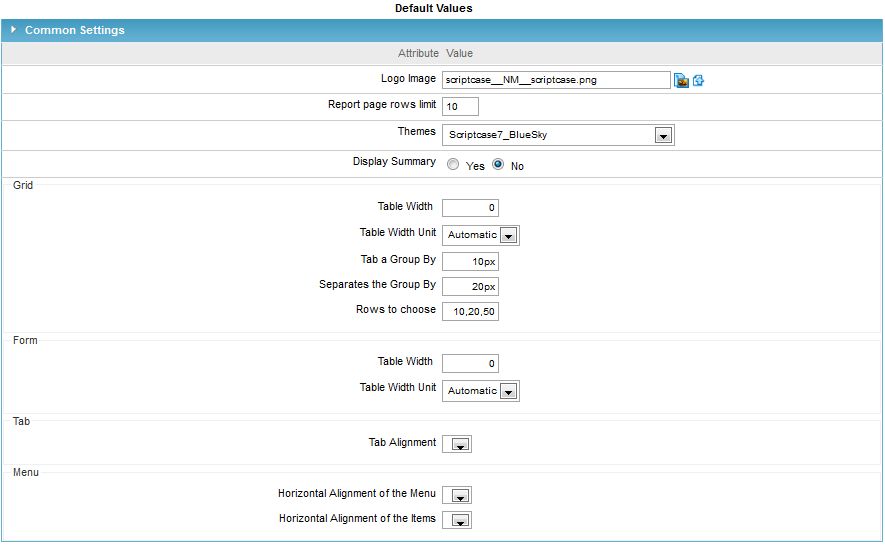 Default Values
Common Settings
Attribute Value
Logo Image scriptcase__NM__scriptcase.png
Report page rows limit 10
Themes Scriptcase7_BlueSky
Display Summary Yes No
Grid
Table Width 0
Table Width Unit Automatic
Tab a Group By 10px
Separates the Group By 20px
Rows to choose 10,20,50
Form
Table Width 0
Table Width Unit Automatic
Tab
Tab Alignment
Menu
Horizontal Alignment of the Menu
Horizontal Alignment of the Items